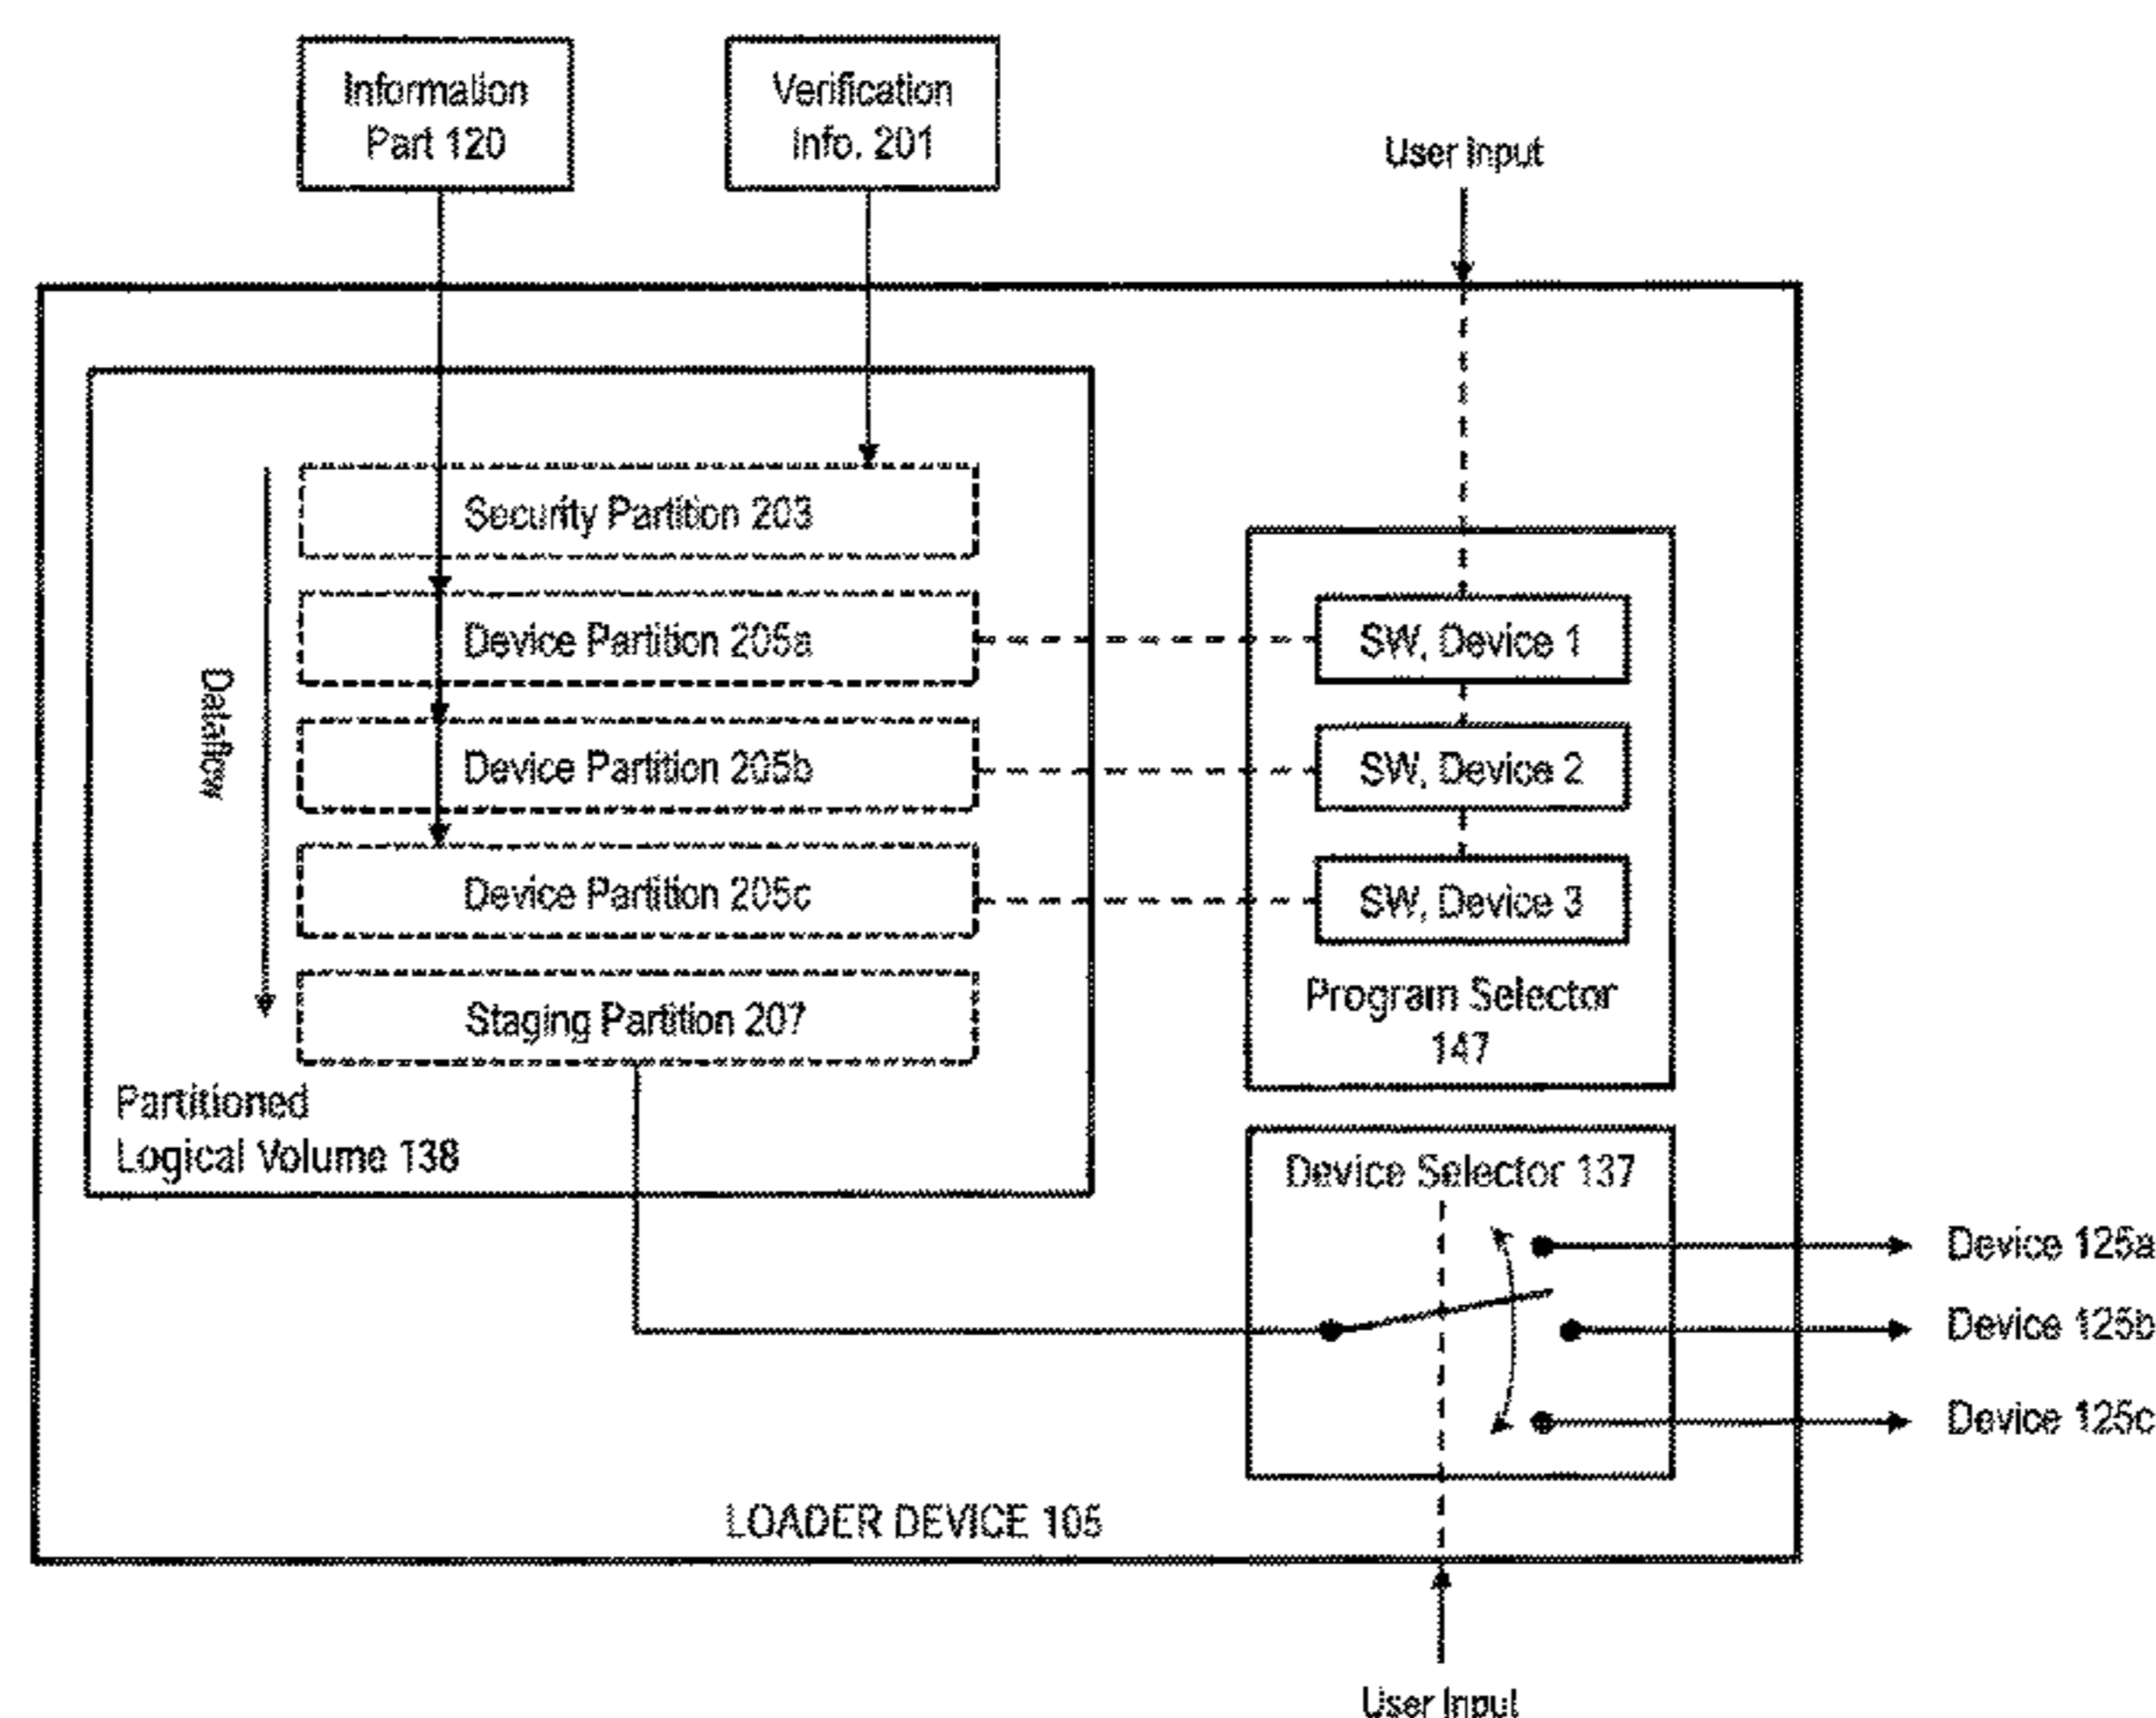 Information
Part 120
Verification
Info. 201
User Input
Security Partition 203
Device Partition 205a
Device Partition 205b
Device Partition 205c
Staging Partition 207
Dataflow
Partitioned
Logical Volume 138
SW, Device 1
SW, Device 2
SW, Device 3
Program Selector
147
Device Selector 137
Device 125a
Device 125b
Device 125c
LOADER DEVICE 105
User Input